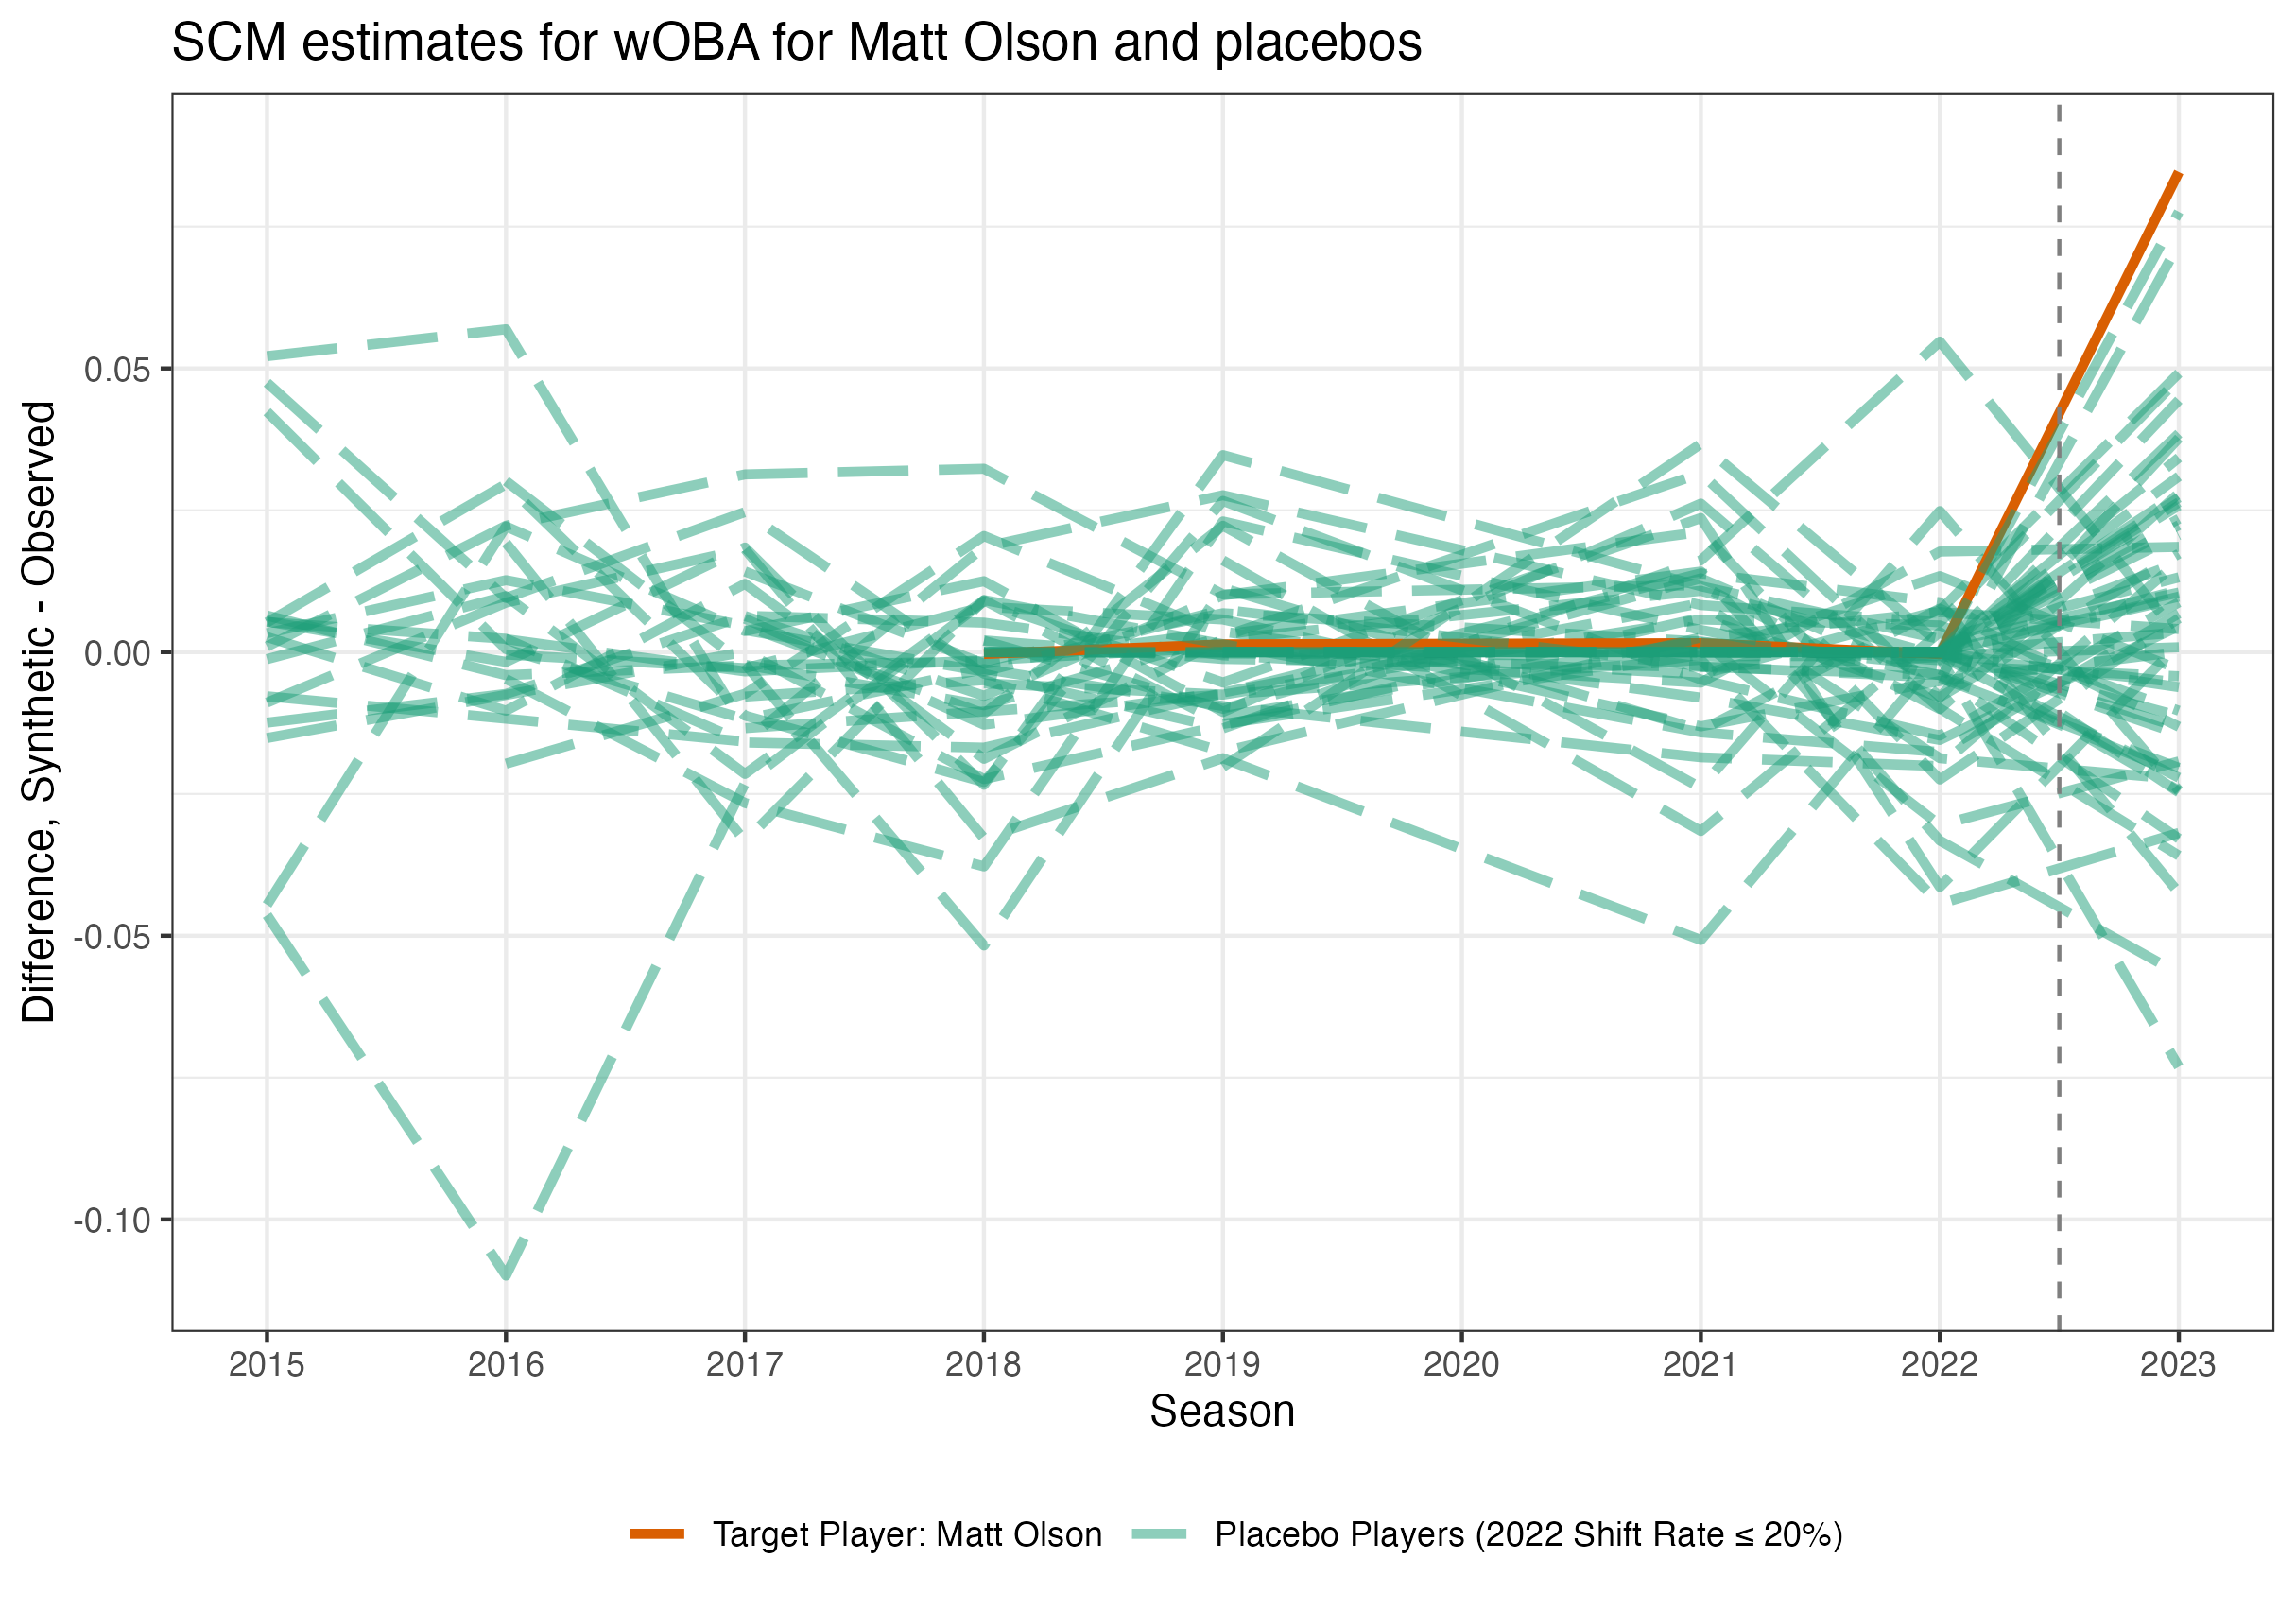 SCM estimates for wOBA for Matt Olson and placebos
Difference, Synthetic - Observed
0.05
0.00
-0.05
-0.10
2015 2016 2017 2018 2019 2020 2021 2022 2023
Season
Target Player: Matt Olson Placebo Players (2022 Shift Rate ≤ 20%)